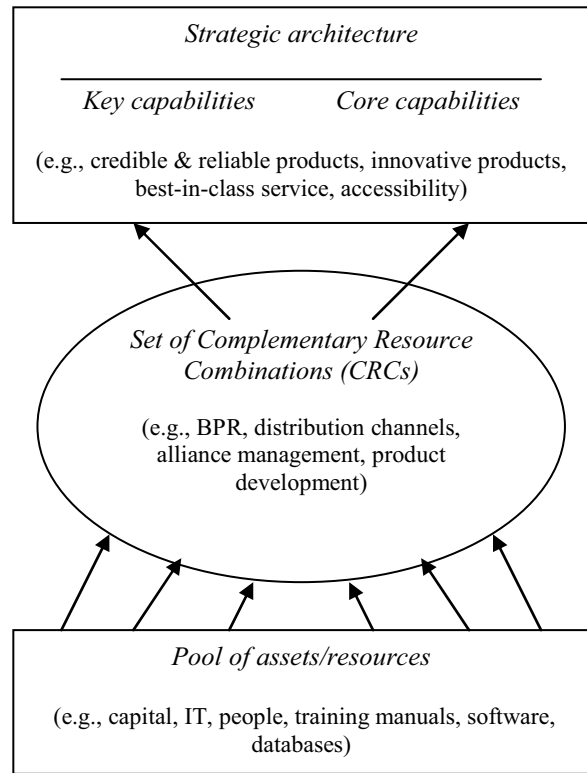 Strategic architecture
Key capabilities Core capabilities
(e.g., credible & reliable products, innovative products,
best-in-class service, accessibility)
Set of Complementary Resource
Combinations (CRCs)
(e.g., BPR, distribution channels,
alliance management, product
development)
Pool of assets/resources
(e.g., capital, IT, people, training manuals, software,
databases)